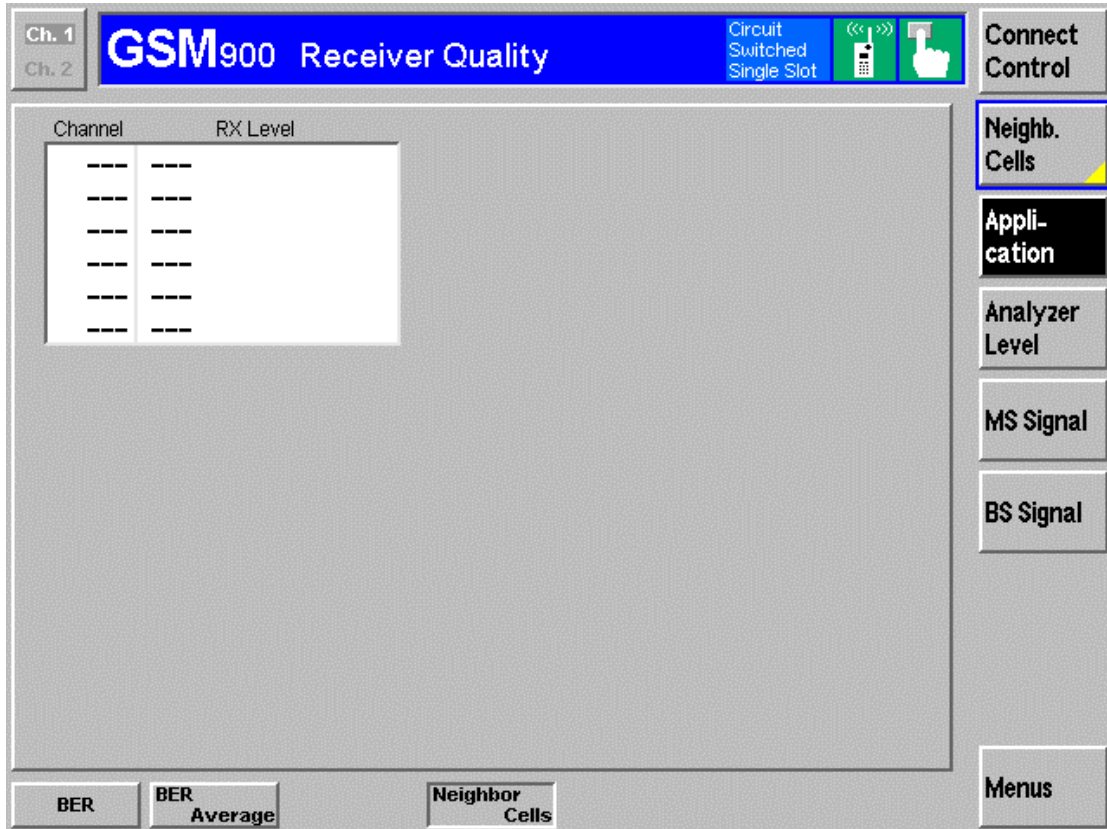 Ch. 1
Ch. 2
GSM900 Receiver Quality
Circuit
Switched
Single Slot
Connect
Control
Channel RX Level
--- ---
--- ---
--- ---
--- ---
--- ---
--- ---
Neighb.
Cells
Appli-
cation
Analyzer
Level
MS Signal
BS Signal
Menus
BER
BER
Average
Neighbor
Cells